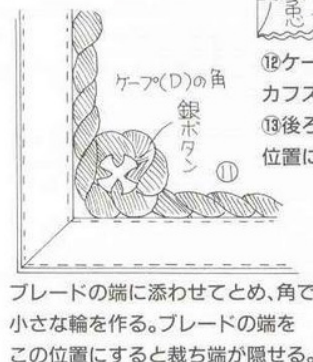 ケープ(D)の角
銀ボタン
⑪
急
⑫ケー
カフス
⑬後ろ
位置に
ブレードの端に添わせてとめ、角で
小さな輪を作る。ブレードの端を
この位置にすると裁ち端が隠せる。